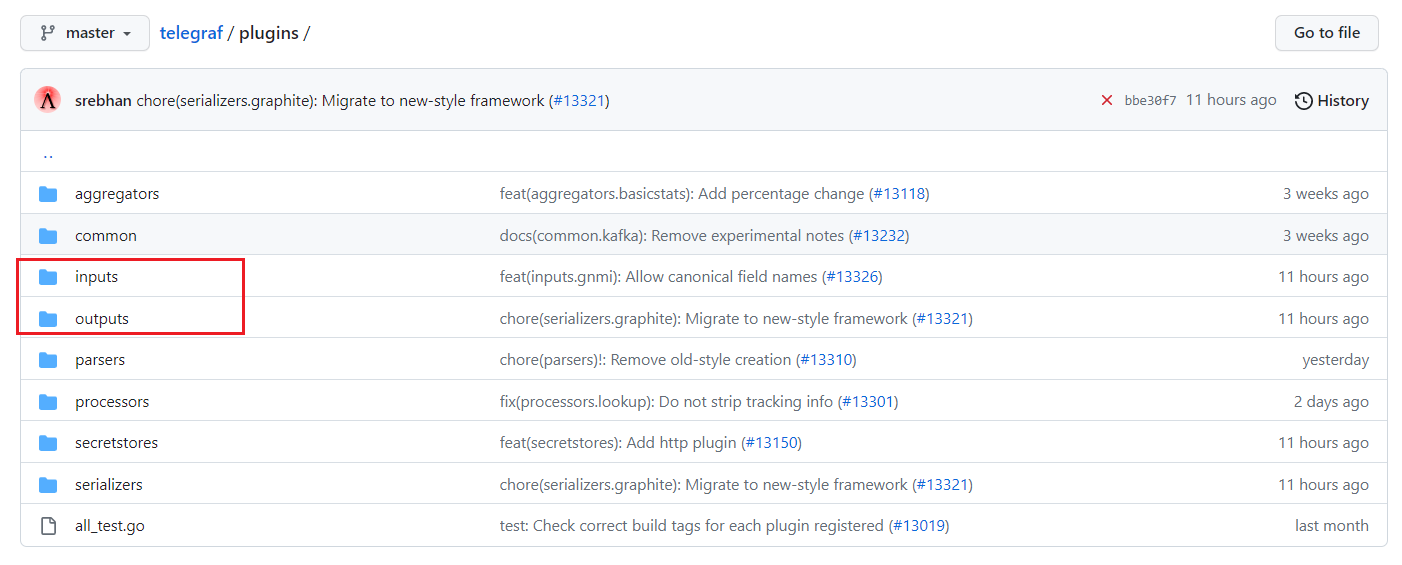 master telegraf / plugins / Go to file
srebhan chore(serializers.graphite): Migrate to new-style framework (#13321) bbe30f7 11 hours ago History
..
aggregators feat(aggregators.basicstats): Add percentage change (#13118) 3 weeks ago
common docs(common.kafka): Remove experimental notes (#13232) 3 weeks ago
inputs feat(inputs.gnmi): Allow canonical field names (#13326) 11 hours ago
outputs chore(serializers.graphite): Migrate to new-style framework (#13321) 11 hours ago
parsers chore(parsers)!: Remove old-style creation (#13310) yesterday
processors fix(processors.lookup): Do not strip tracking info (#13301) 2 days ago
secretstores feat(secretstores): Add http plugin (#13150) 11 hours ago
serializers chore(serializers.graphite): Migrate to new-style framework (#13321) 11 hours ago
all_test.go test: Check correct build tags for each plugin registered (#13019) last month